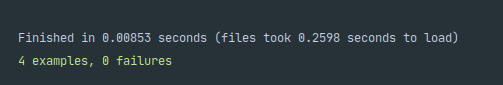 Finished in 0.00853 seconds (files took 0.2598 seconds to load)
4 examples, 0 failures